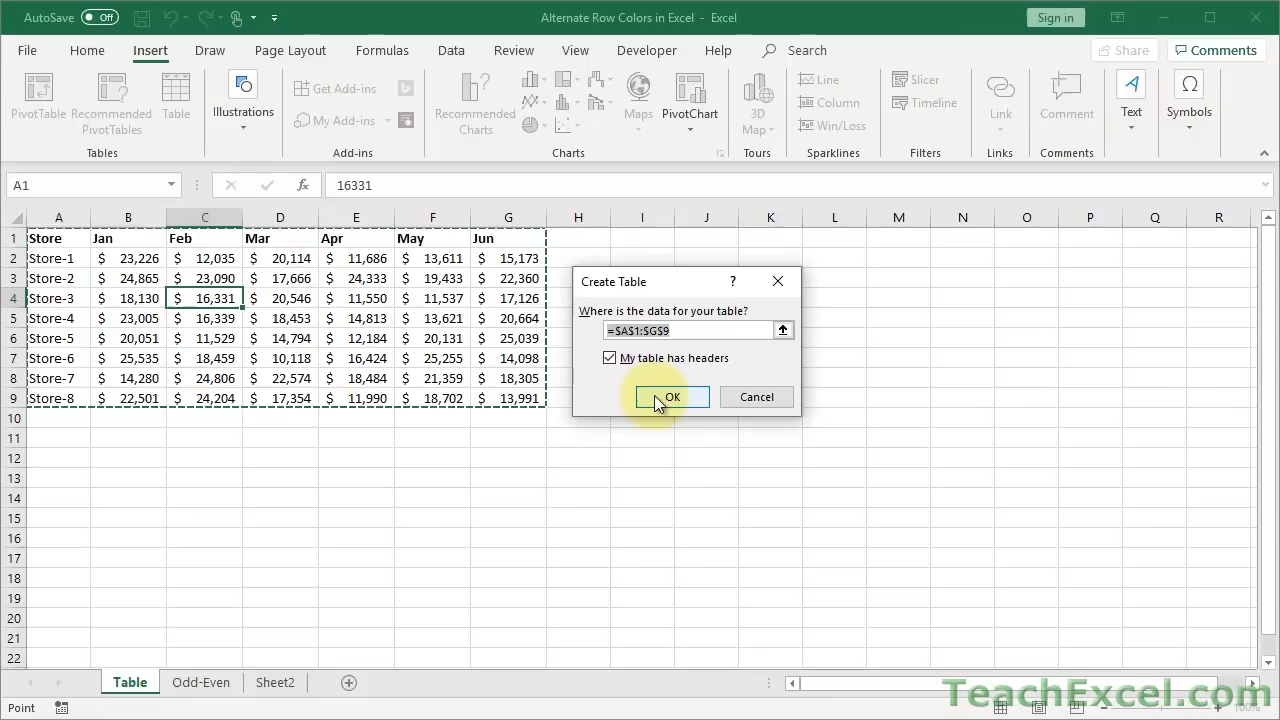 AutoSave Off Alternate Row Colors in Excel - Excel Sign in
File Home Insert Draw Page Layout Formulas Data Review View Developer Help Search Share Comments
PivotTable Recommended PivotTables Table
Tables
Illustrations
Get Add-ins
My Add-ins
Add-ins
Recommended Charts
Maps PivotChart
Charts
3D Map
Tours
Line
Column
Win/Loss
Sparklines
Slicer
Timeline
Filters
Link
Links
Comment
Comments
Text
Symbols
A1 fx 16331
A B C D E F G H I J K L M N O P Q R
1 Store Jan Feb Mar Apr May Jun
2 Store-1 $ 23,226 $ 12,035 $ 20,114 $ 11,686 $ 13,611 $ 15,173
3 Store-2 $ 24,865 $ 23,090 $ 17,666 $ 24,333 $ 19,433 $ 22,360
4 Store-3 $ 18,130 $ 16,331 $ 20,546 $ 11,550 $ 11,537 $ 17,126
5 Store-4 $ 23,005 $ 16,339 $ 18,453 $ 14,813 $ 13,621 $ 20,664
6 Store-5 $ 20,051 $ 11,529 $ 14,794 $ 12,184 $ 20,131 $ 25,039
7 Store-6 $ 25,535 $ 18,459 $ 10,118 $ 16,424 $ 25,255 $ 14,098
8 Store-7 $ 14,280 $ 24,806 $ 22,574 $ 18,484 $ 21,359 $ 18,305
9 Store-8 $ 22,501 $ 24,204 $ 17,354 $ 11,990 $ 18,702 $ 13,991
10
11
12
13
14
15
16
17
18
19
20
21
22
Create Table ?
Where is the data for your table?
=$A$1:$G$9
My table has headers
OK Cancel
Table Odd-Even Sheet2
Point
100%
TeachExcel.com